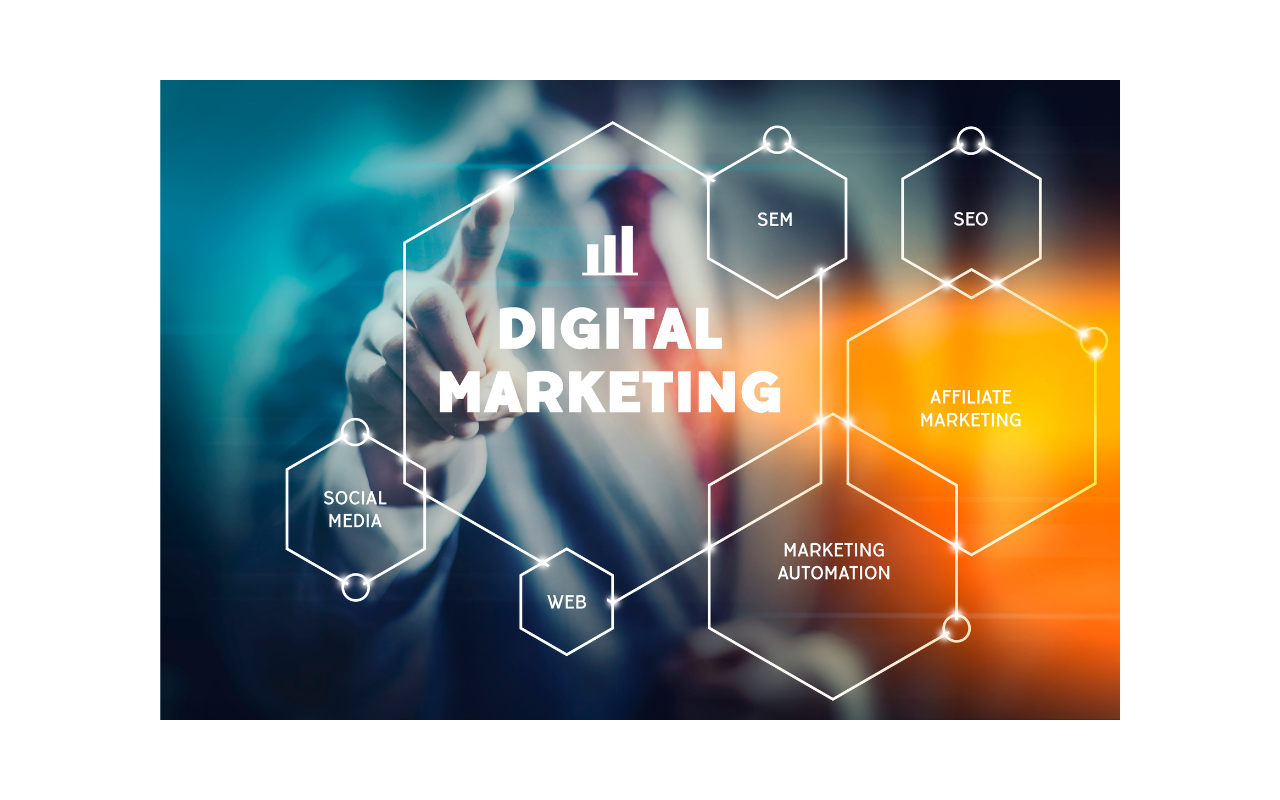 SEM
SEO
DIGITAL
MARKETING
AFFILIATE
MARKETING
SOCIAL
MEDIA
MARKETING
AUTOMATION
WEB